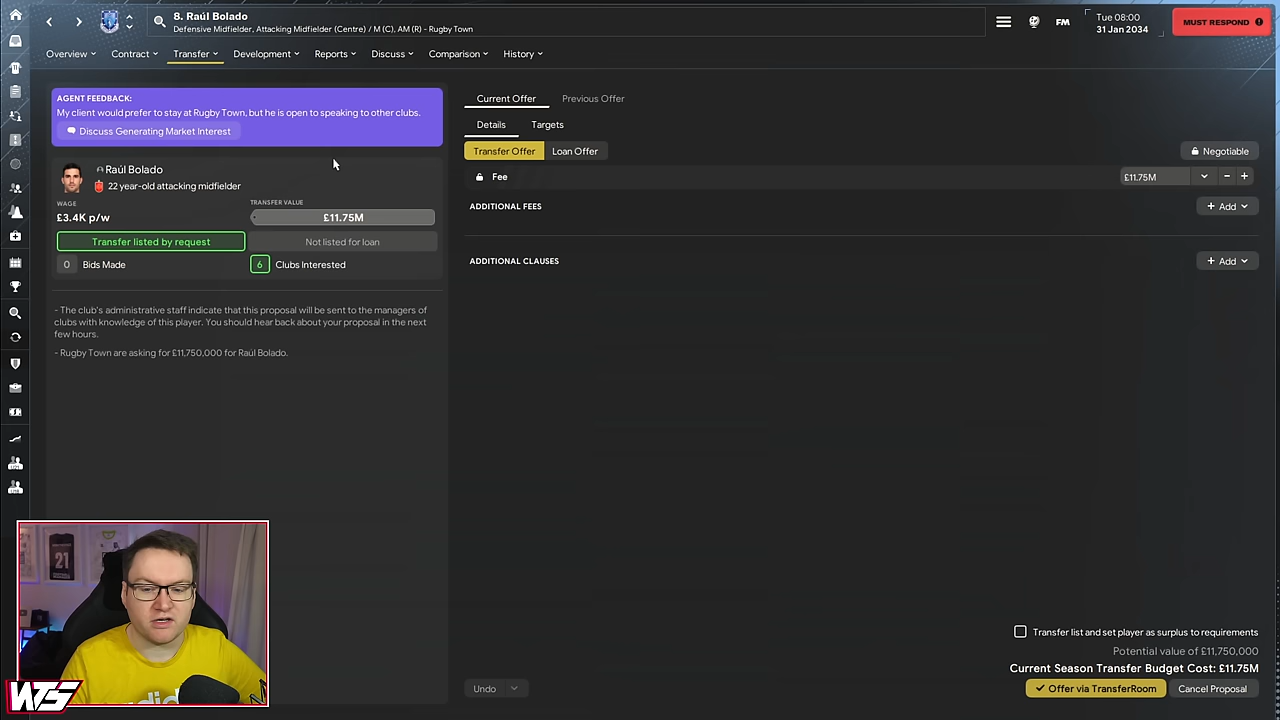 8. Raúl Bolado
Defensive Midfielder, Attacking Midfielder (Centre) / M (C), AM (R) - Rugby Town
FM
Tue 08:00
31 Jan 2034
MUST RESPOND
Overview
Contract
Transfer
Development
Reports
Discuss
Comparison
History
AGENT FEEDBACK:
My client would prefer to stay at Rugby Town, but he is open to speaking to other clubs.
Discuss Generating Market Interest
Raúl Bolado
22 year-old attacking midfielder
WAGE
£3.4K p/w
TRANSFER VALUE
£11.75M
Transfer listed by request
Not listed for loan
0 Bids Made
6 Clubs Interested
- The club's administrative staff indicate that this proposal will be sent to the managers of
clubs with knowledge of this player. You should hear back about your proposal in the next
few hours.
- Rugby Town are asking for £11,750,000 for Raúl Bolado.
Current Offer
Previous Offer
Details
Targets
Transfer Offer
Loan Offer
Negotiable
Fee
£11.75M
ADDITIONAL FEES
+ Add
ADDITIONAL CLAUSES
+ Add
Transfer list and set player as surplus to requirements
Potential value of £11,750,000
Current Season Transfer Budget Cost: £11.75M
Undo
Offer via TransferRoom
Cancel Proposal
21
WTS